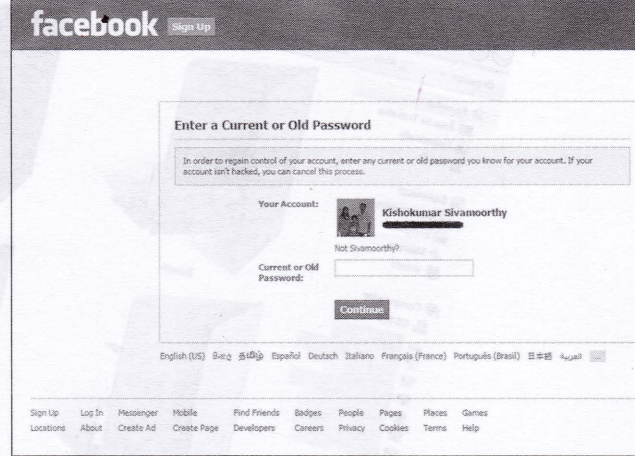 facebook Sign Up
Enter a Current or Old Password
In order to regain control of your account, enter any current or old password you know for your account. If your
account isn't hacked, you can cancel this process.
Your Account:
Kishokumar Sivamoorthy
Not Sivamoorthy?
Current or Old
Password:
Continue
English (US) සිංහල தமிழ் Español Deutsch Italiano Français (France) Português (Brasil) 日本語 العربية ...
Sign Up Log In Messenger Mobile Find Friends Badges People Pages Places Games
Locations About Create Ad Create Page Developers Careers Privacy Cookies Terms Help